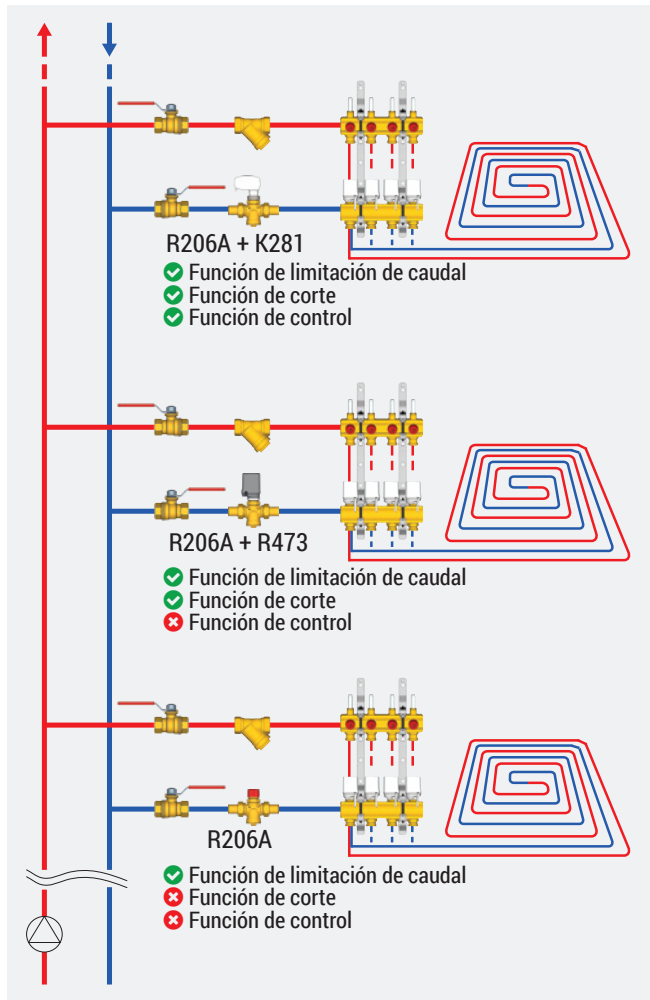 R206A + K281
Función de limitación de caudal
Función de corte
Función de control
R206A + R473
Función de limitación de caudal
Función de corte
Función de control
R206A
Función de limitación de caudal
Función de corte
Función de control